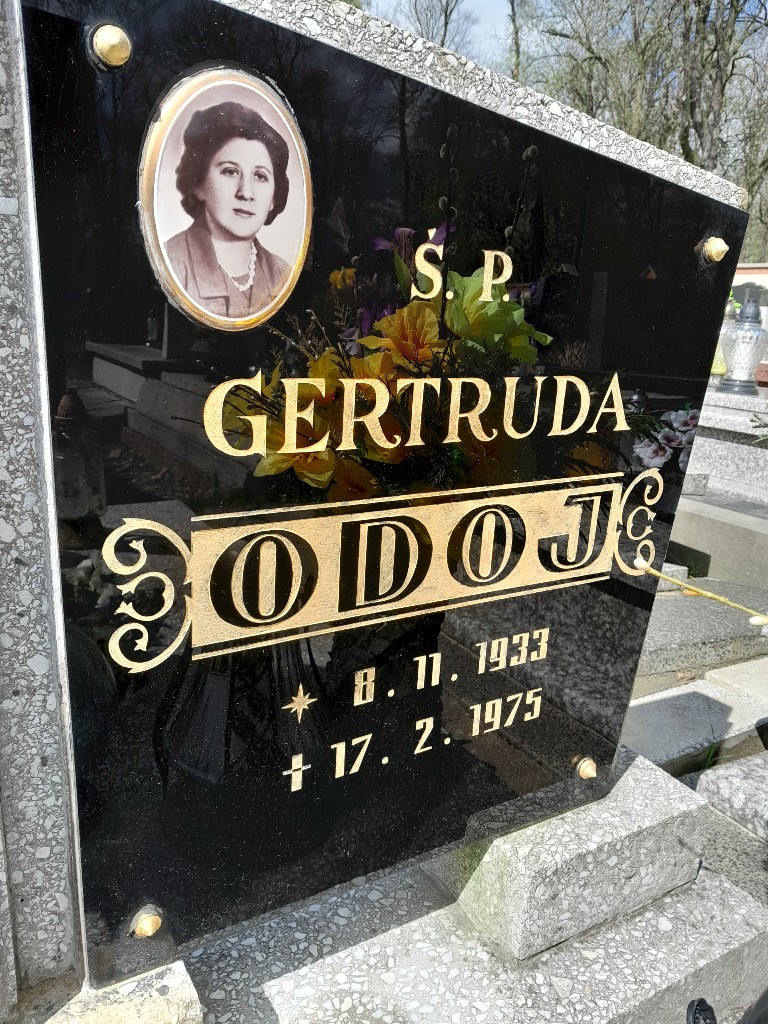 Ś. P.
GERTRUDA
ODOJ
* 8. 11. 1933
✝ 17. 2. 1975